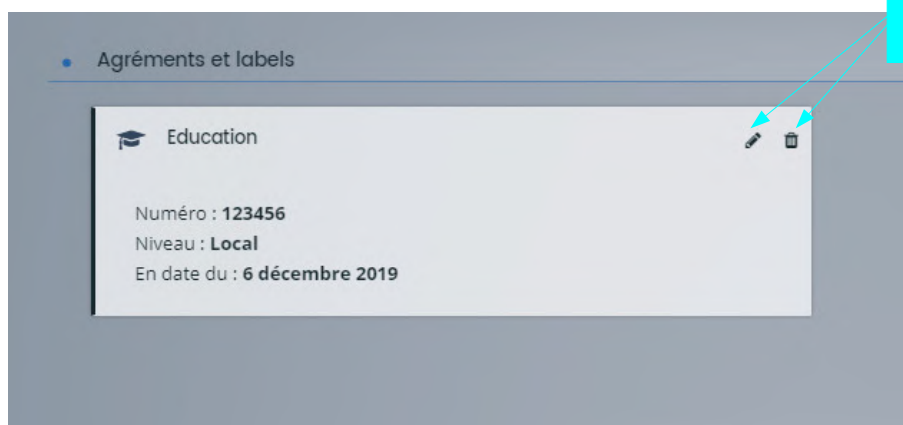 Agréments et labels
Education
Numéro : 123456
Niveau : Local
En date du : 6 décembre 2019